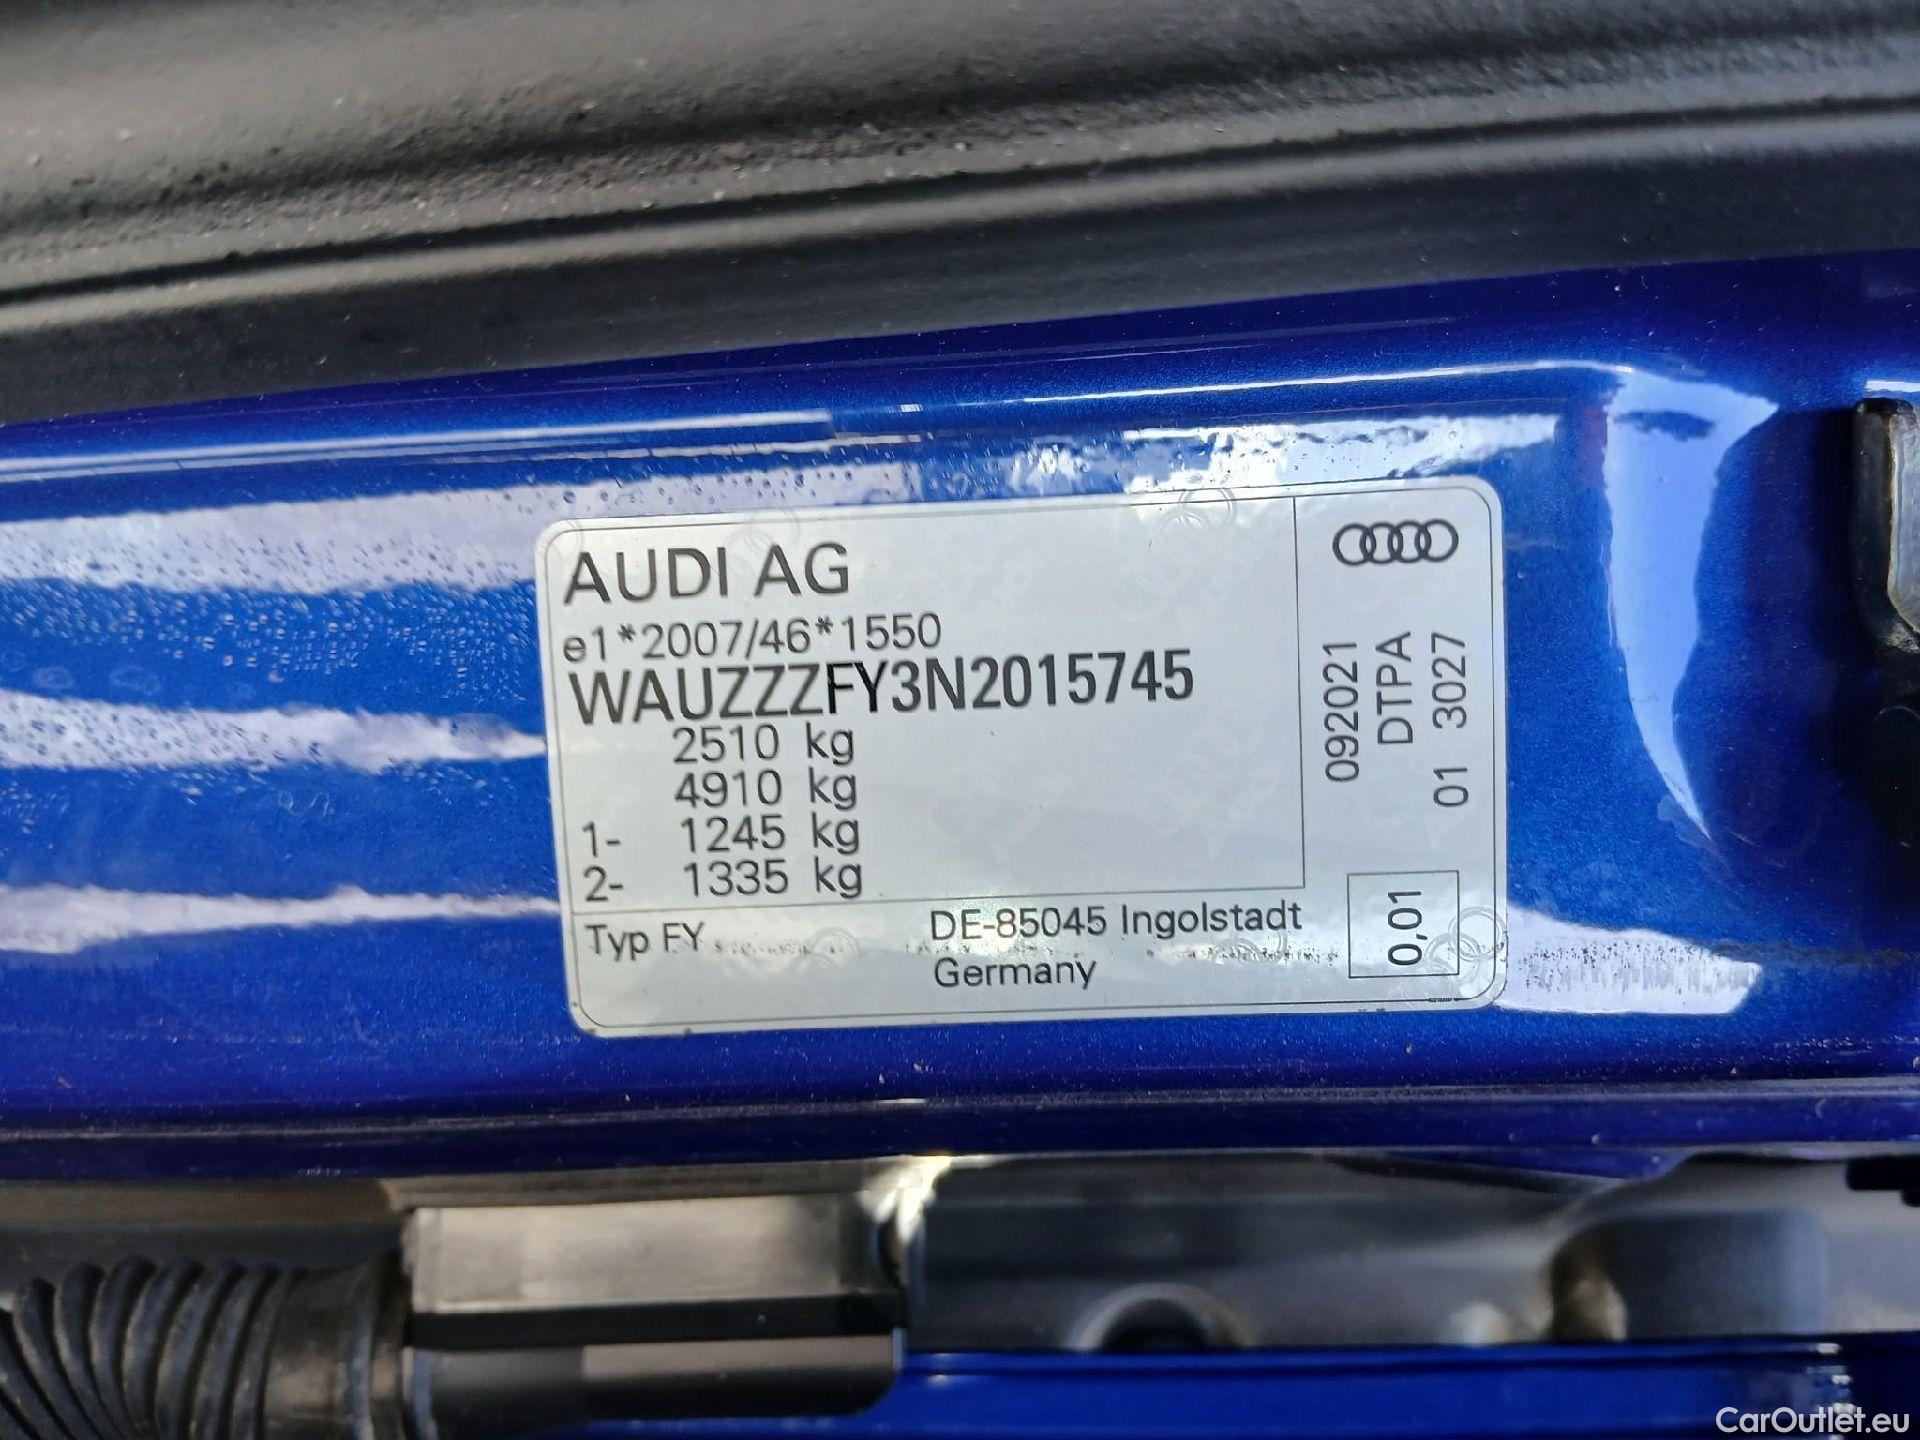 AUDI AG
e1*2007/46*1550
WAUZZZFY3N2015745
2510 kg
4910 kg
1- 1245 kg
2- 1335 kg
Typ FY
DE-85045 Ingolstadt
Germany
092021
DTPA
01 3027
0,01
CarOutlet.eu